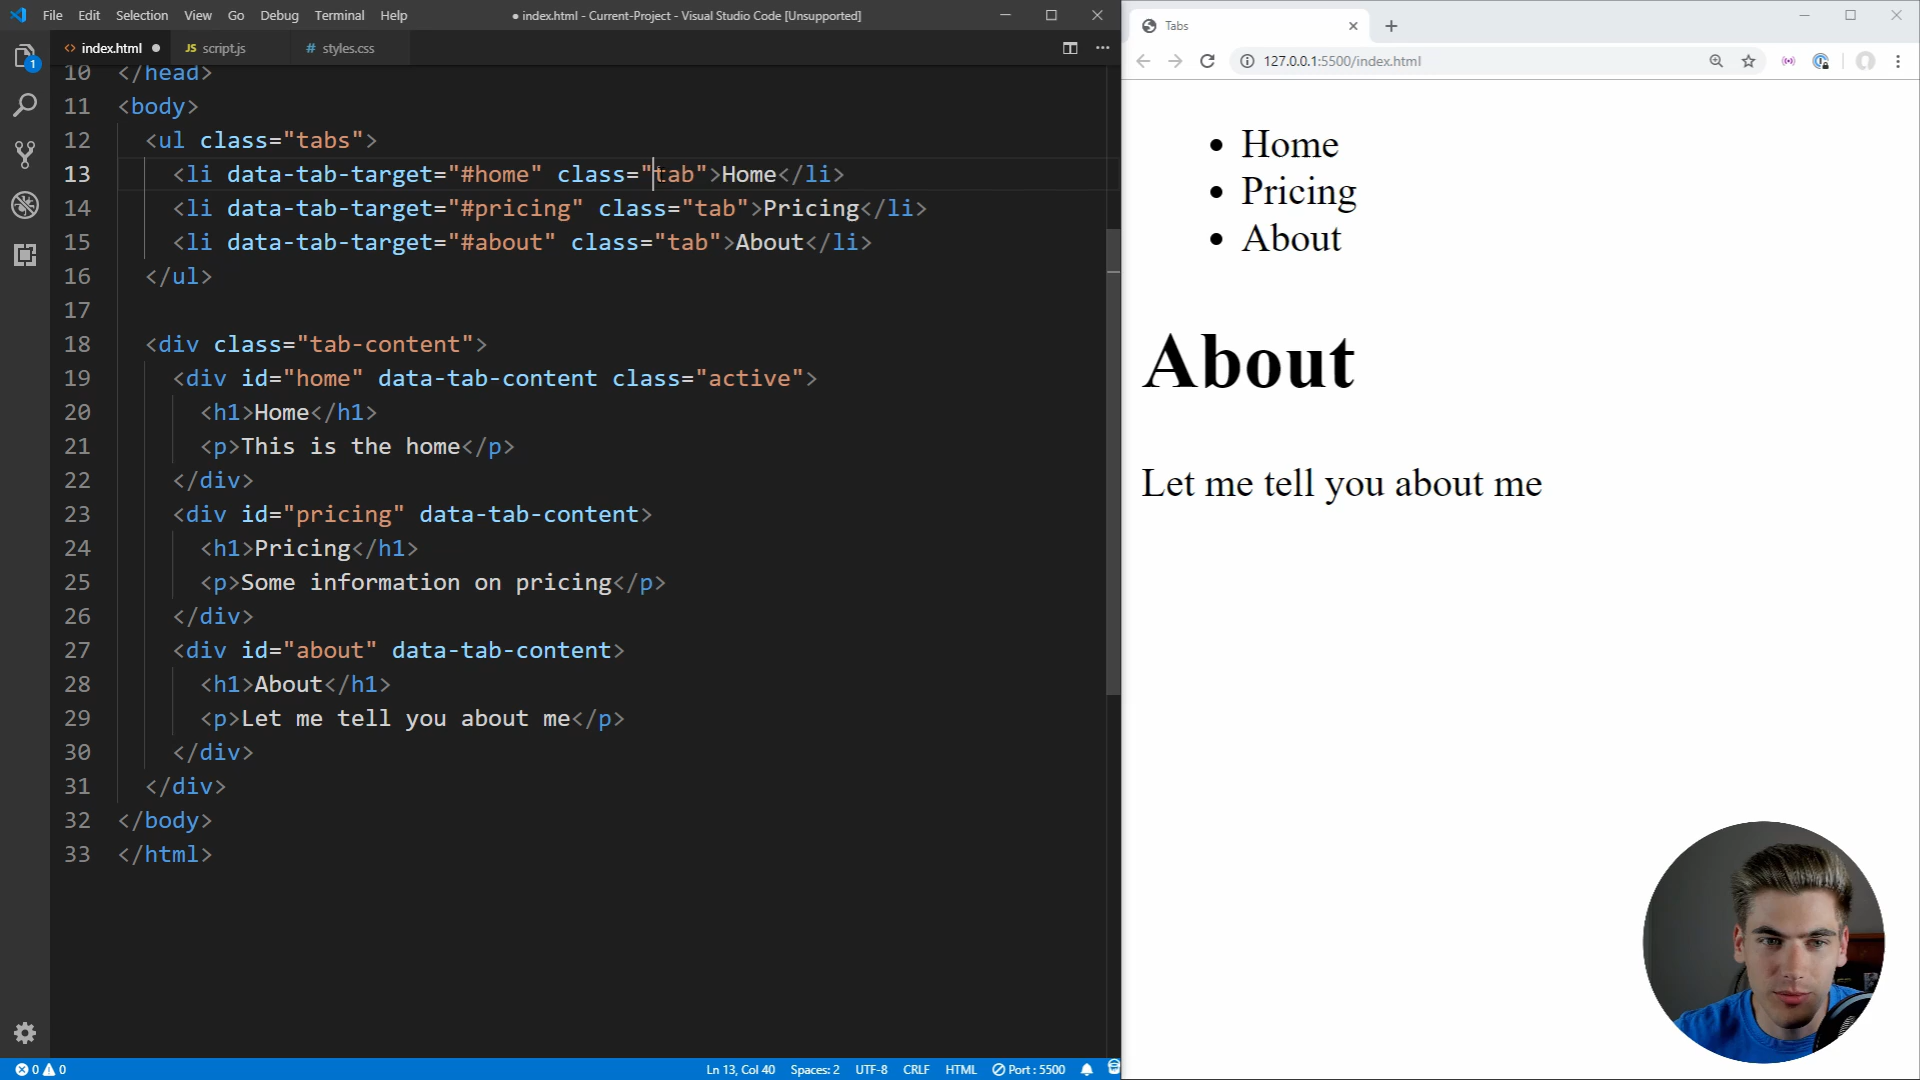 File Edit Selection View Go Debug Terminal Help
● index.html - Current-Project - Visual Studio Code [Unsupported]
<> index.html ●
JS script.js
# styles.css
1
10 </head>
11 <body>
12 <ul class="tabs">
13 <li data-tab-target="#home" class="tab">Home</li>
14 <li data-tab-target="#pricing" class="tab">Pricing</li>
15 <li data-tab-target="#about" class="tab">About</li>
16 </ul>
17
18 <div class="tab-content">
19 <div id="home" data-tab-content class="active">
20 <h1>Home</h1>
21 <p>This is the home</p>
22 </div>
23 <div id="pricing" data-tab-content>
24 <h1>Pricing</h1>
25 <p>Some information on pricing</p>
26 </div>
27 <div id="about" data-tab-content>
28 <h1>About</h1>
29 <p>Let me tell you about me</p>
30 </div>
31 </div>
32 </body>
33 </html>
0 0
Ln 13, Col 40 Spaces: 2 UTF-8 CRLF HTML Port : 5500
Tabs
127.0.0.1:5500/index.html
• Home
• Pricing
• About
About
Let me tell you about me